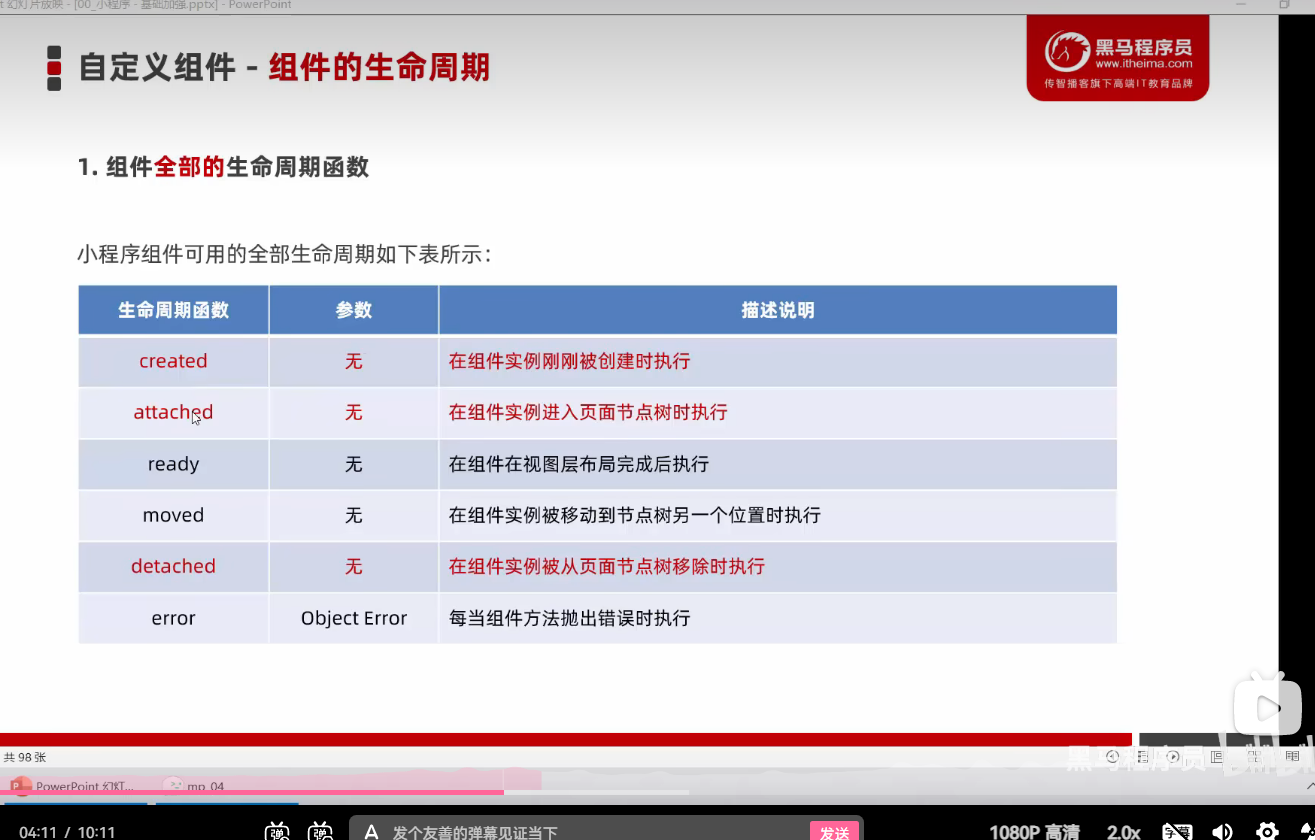 幻灯片放映 - [00_小程序 - 基础加强.pptx] - PowerPoint
自定义组件 - 组件的生命周期
黑马程序员
www.itheima.com
传智播客旗下高端IT教育品牌
1. 组件全部的生命周期函数
小程序组件可用的全部生命周期如下表所示：
生命周期函数 参数 描述说明
created 无 在组件实例刚刚被创建时执行
attached 无 在组件实例进入页面节点树时执行
ready 无 在组件在视图层布局完成后执行
moved 无 在组件实例被移动到节点树另一个位置时执行
detached 无 在组件实例被从页面节点树移除时执行
error Object Error 每当组件方法抛出错误时执行
共 98 张
黑马程序员
PowerPoint 幻灯... mp_04
04:11 / 10:11 弹 弹 A 发个友善的弹幕见证当下 发送 1080P 高清 2.0x 字幕